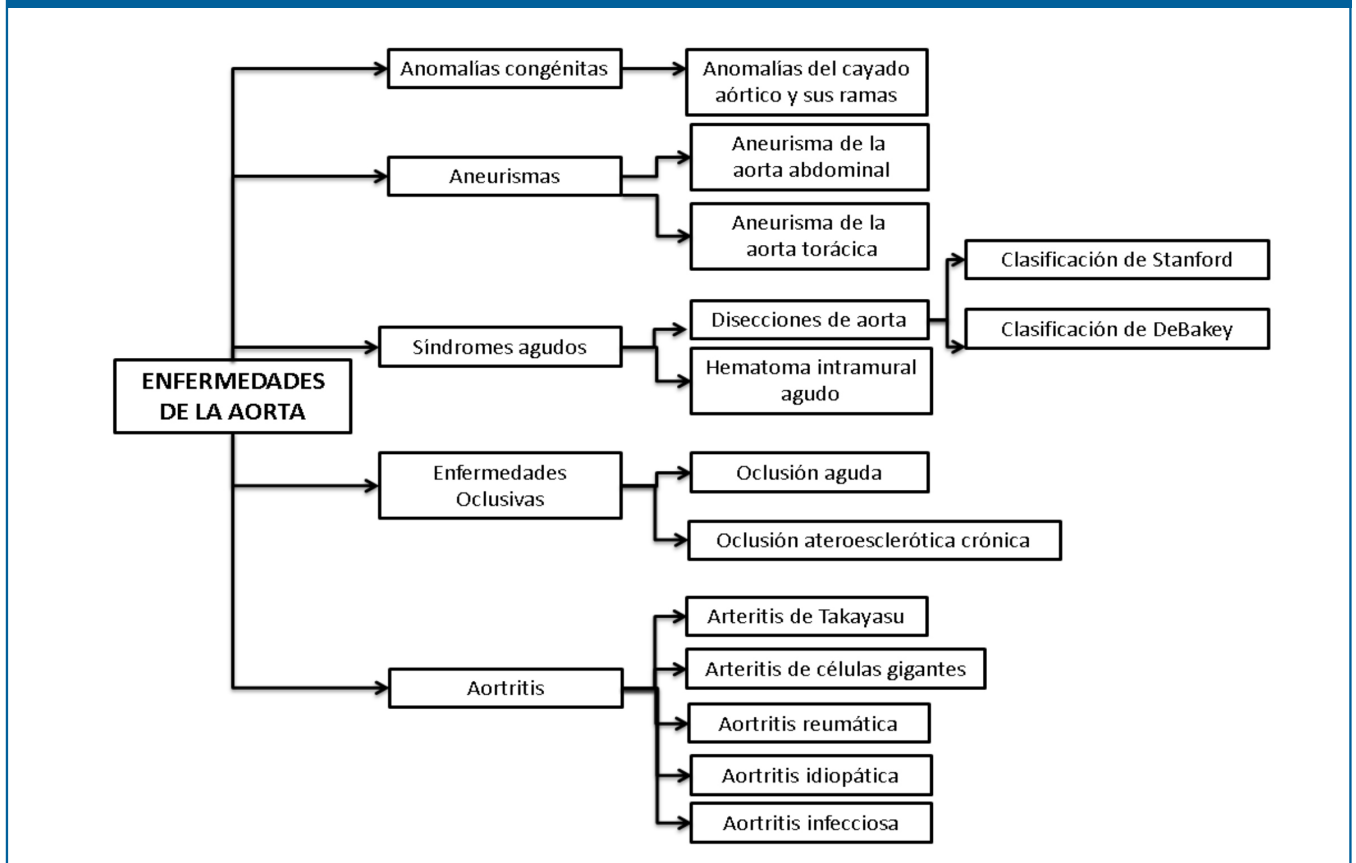 Anomalías congénitas
Anomalías del cayado
aórtico y sus ramas
Aneurismas
Aneurisma de la
aorta abdominal
Aneurisma de la
aorta torácica
Síndromes agudos
Disecciones de aorta
Clasificación de Stanford
Clasificación de DeBakey
Hematoma intramural
agudo
ENFERMEDADES
DE LA AORTA
Enfermedades
Oclusivas
Oclusión aguda
Oclusión ateroesclerótica crónica
Aortritis
Arteritis de Takayasu
Arteritis de células gigantes
Aortritis reumática
Aortritis idiopática
Aortritis infecciosa